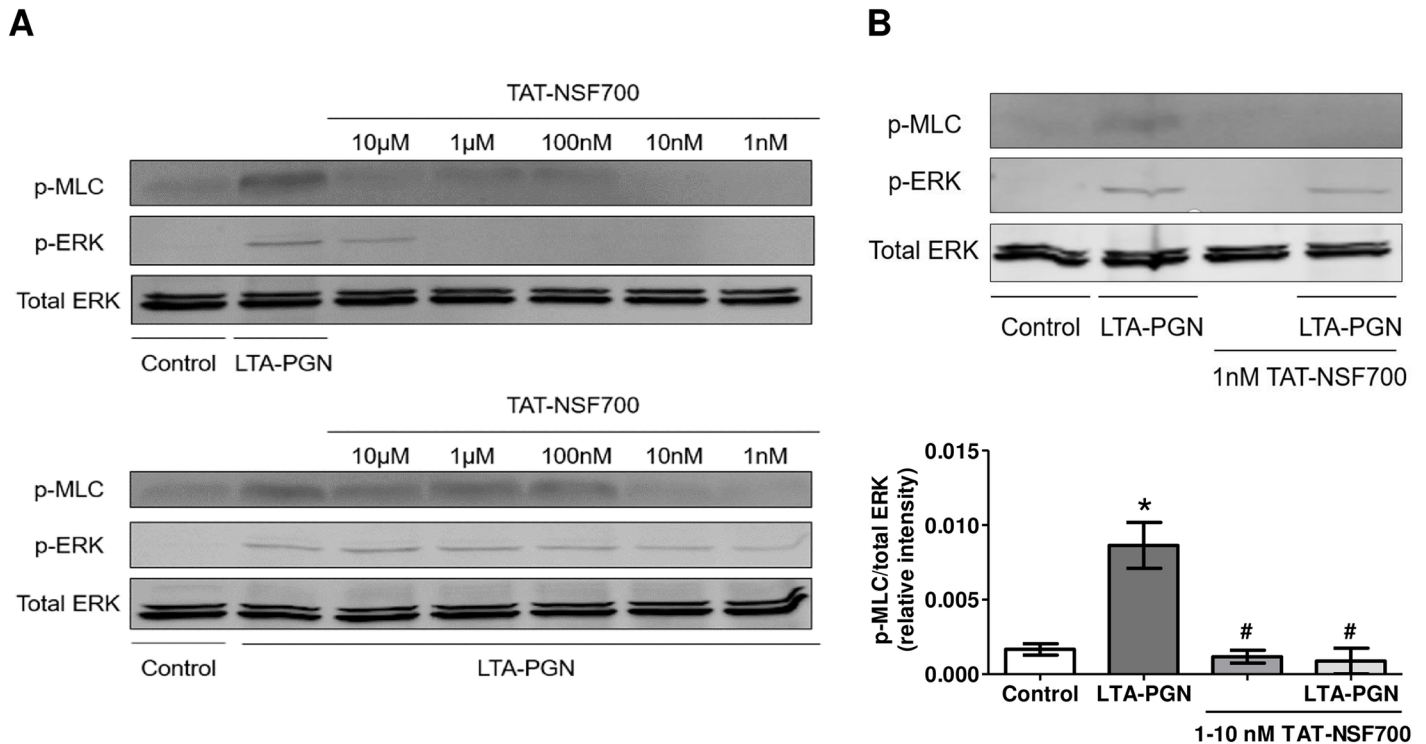 A
TAT-NSF700
10µM 1µM 100nM 10nM 1nM
p-MLC
p-ERK
Total ERK
Control LTA-PGN
TAT-NSF700
10µM 1µM 100nM 10nM 1nM
p-MLC
p-ERK
Total ERK
Control LTA-PGN
B
p-MLC
p-ERK
Total ERK
Control LTA-PGN LTA-PGN
1nM TAT-NSF700
p-MLC/total ERK
(relative intensity)
0.015
0.010
0.005
0.000
*
# #
Control LTA-PGN LTA-PGN
1-10 nM TAT-NSF700